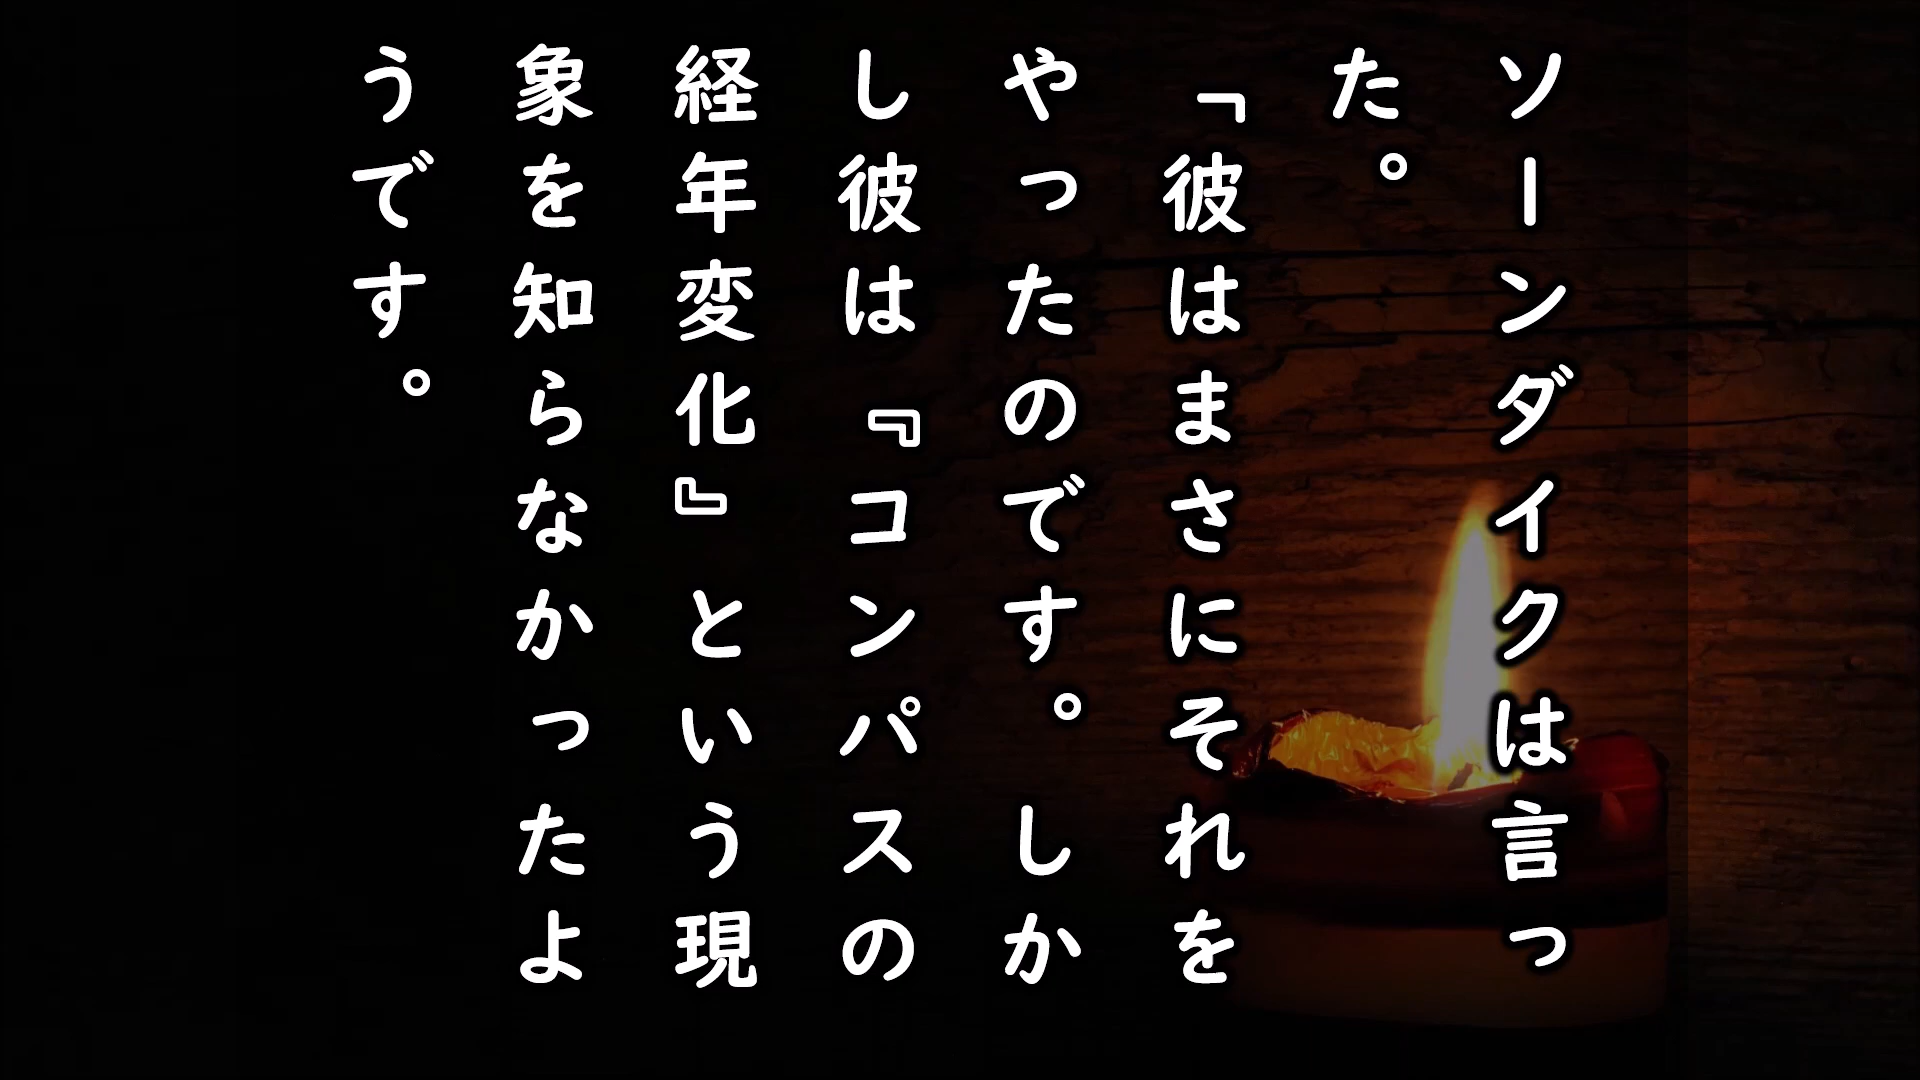 ソーンダイクは言っ
た。
「彼はまさにそれを
やったのです。しか
し彼は『コンパスの
経年変化』という現
象を知らなかったよ
うです。